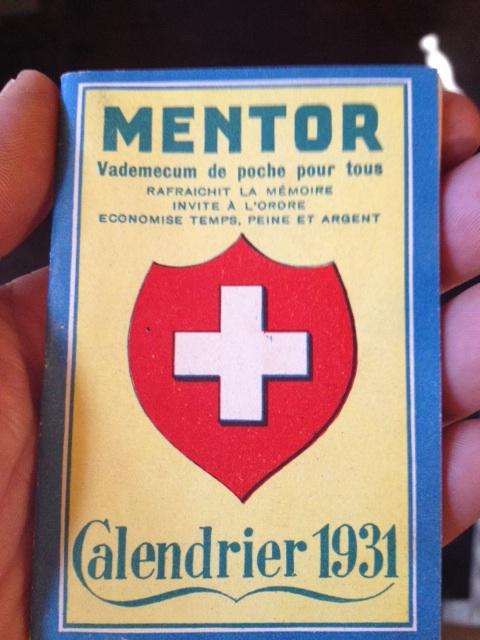 MENTOR
Vademecum de poche pour tous
RAFRAICHIT LA MÉMOIRE
INVITE À L'ORDRE
ECONOMISE TEMPS, PEINE ET ARGENT
Calendrier 1931